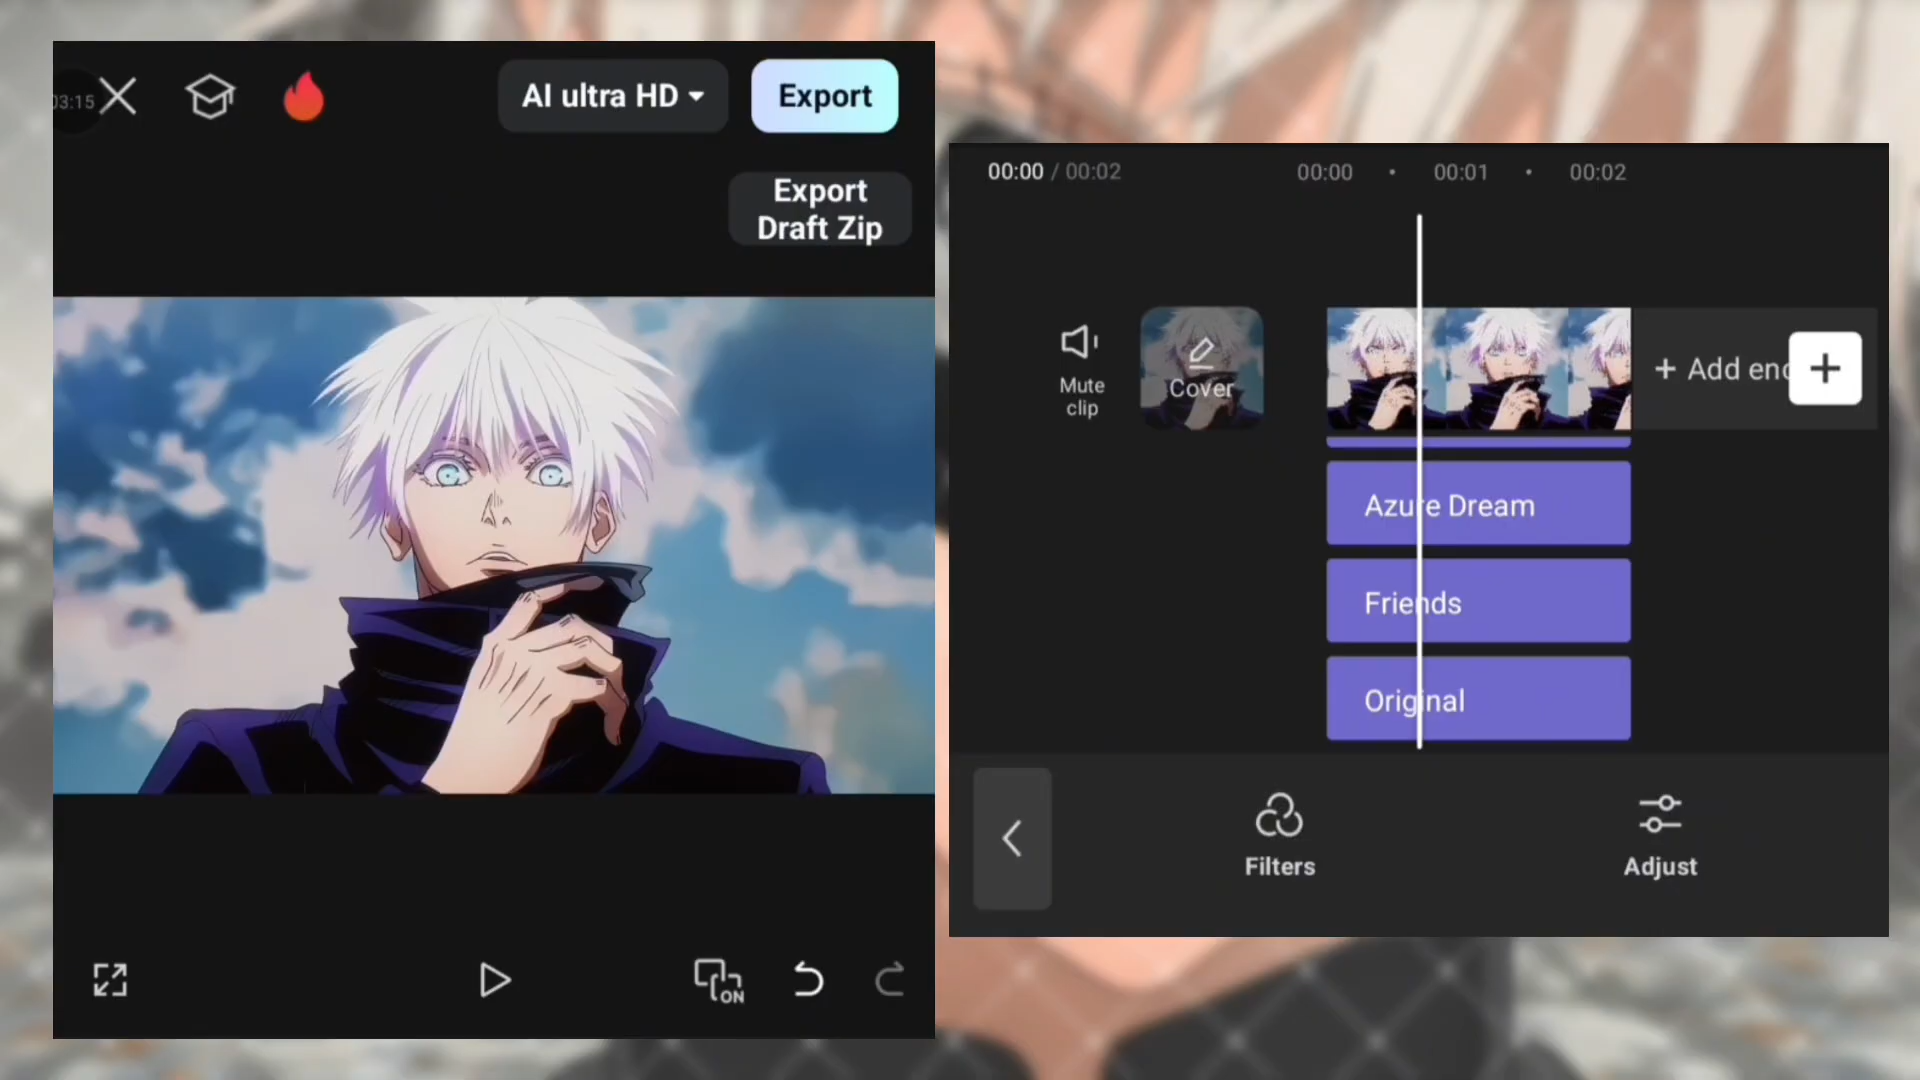 03:15
AI ultra HD
Export
Export
Draft Zip
ON
00:00 / 00:02
00:00
00:01
00:02
Mute
clip
Cover
+ Add end
+
Azure Dream
Friends
Original
Filters
Adjust